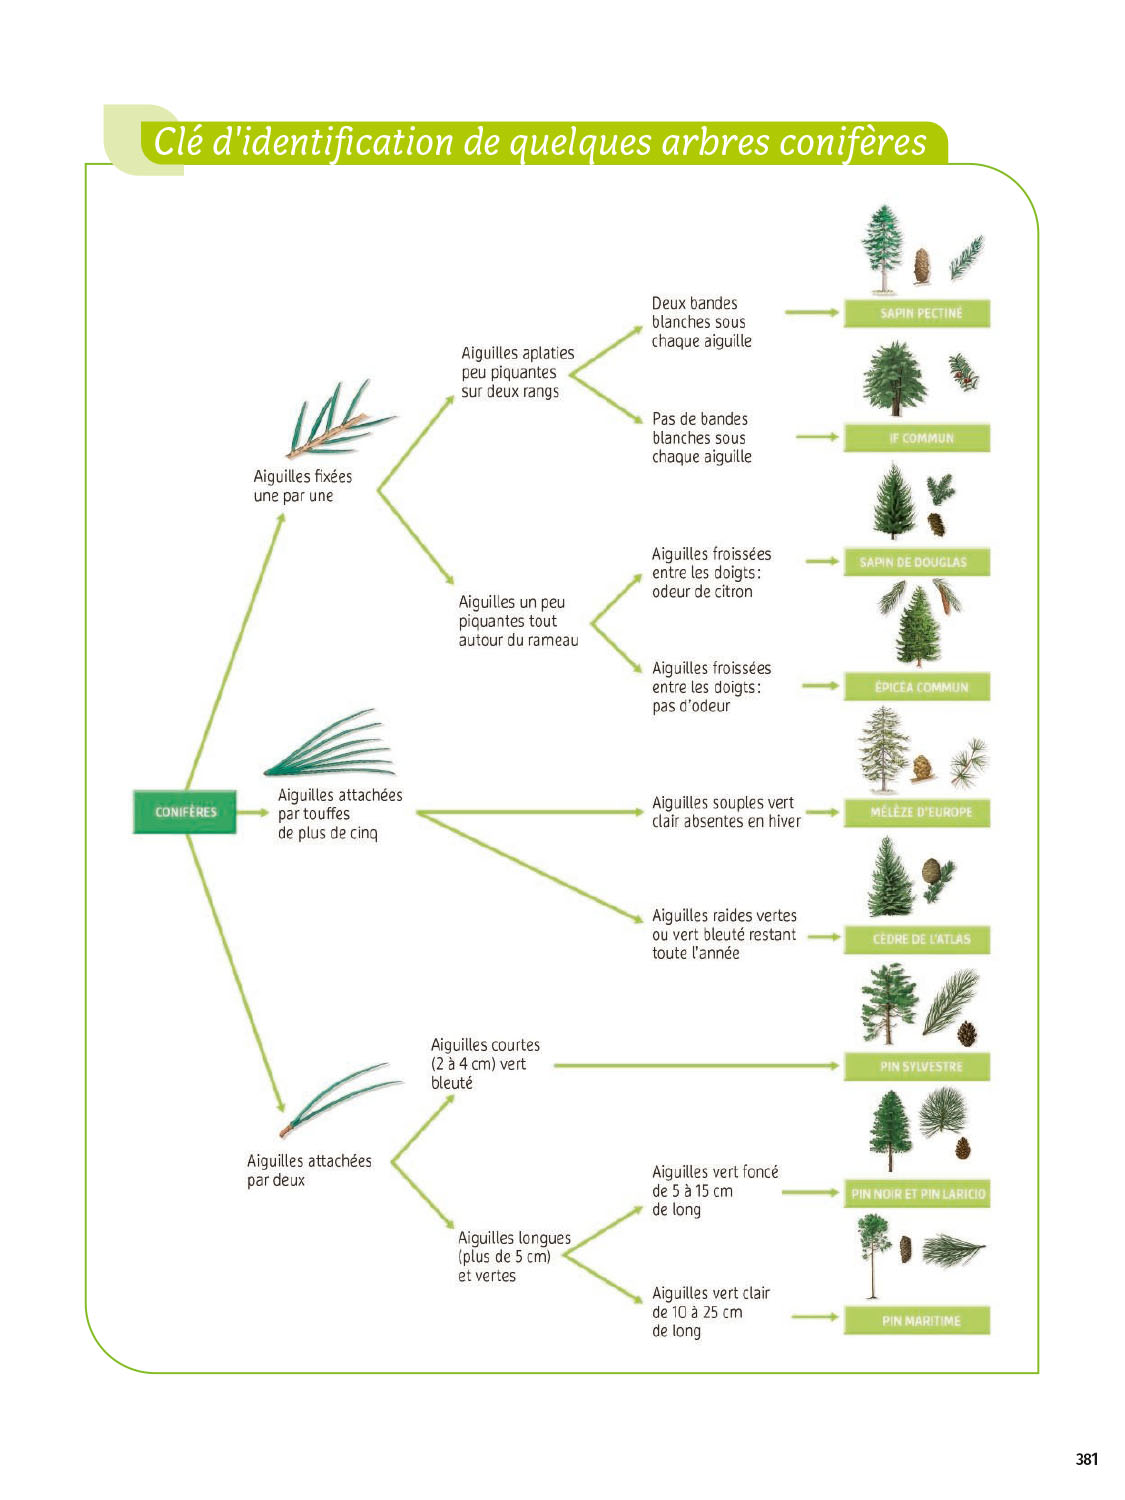 Clé d'identification de quelques arbres conifères
Deux bandes
blanches sous
chaque aiguille
SAPIN PECTINÉ
Aiguilles aplaties
peu piquantes
sur deux rangs
Pas de bandes
blanches sous
chaque aiguille
IF COMMUN
Aiguilles fixées
une par une
Aiguilles froissées
entre les doigts:
odeur de citron
SAPIN DE DOUGLAS
Aiguilles un peu
piquantes tout
autour du rameau
Aiguilles froissées
entre les doigts:
pas d'odeur
ÉPICÉA COMMUN
CONIFÈRES
Aiguilles attachées
par touffes
de plus de cinq
Aiguilles souples vert
clair absentes en hiver
MÉLÈZE D'EUROPE
Aiguilles raides vertes
ou vert bleuté restant
toute l'année
CÈDRE DE L'ATLAS
Aiguilles courtes
(2 à 4 cm) vert
bleuté
PIN SYLVESTRE
Aiguilles attachées
par deux
Aiguilles vert foncé
de 5 à 15 cm
de long
PIN NOIR ET PIN LARICIO
Aiguilles longues
(plus de 5 cm)
et vertes
Aiguilles vert clair
de 10 à 25 cm
de long
PIN MARITIME
381